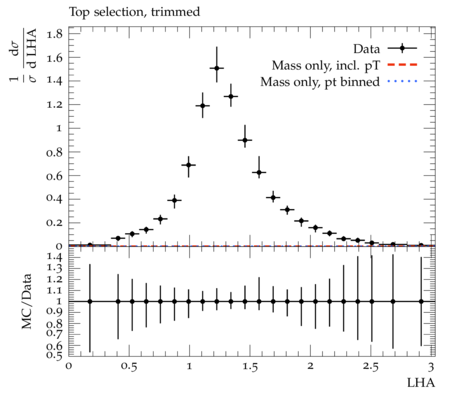 Top selection, trimmed
1/σ dσ/d LHA
1.8
1.6
1.4
1.2
1
0.8
0.6
0.4
0.2
0
Data
Mass only, incl. pT
Mass only, pt binned
MC/Data
1.4
1.3
1.2
1.1
1
0.9
0.8
0.7
0.6
0.5
0 0.5 1 1.5 2 2.5 3
LHA